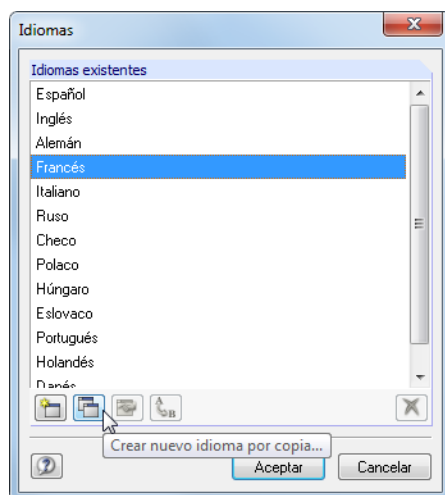 Idiomas
Idiomas existentes
Español
Inglés
Alemán
Francés
Italiano
Ruso
Checo
Polaco
Húngaro
Eslovaco
Portugués
Holandés
Danés
A B
Crear nuevo idioma por copia...
Aceptar
Cancelar